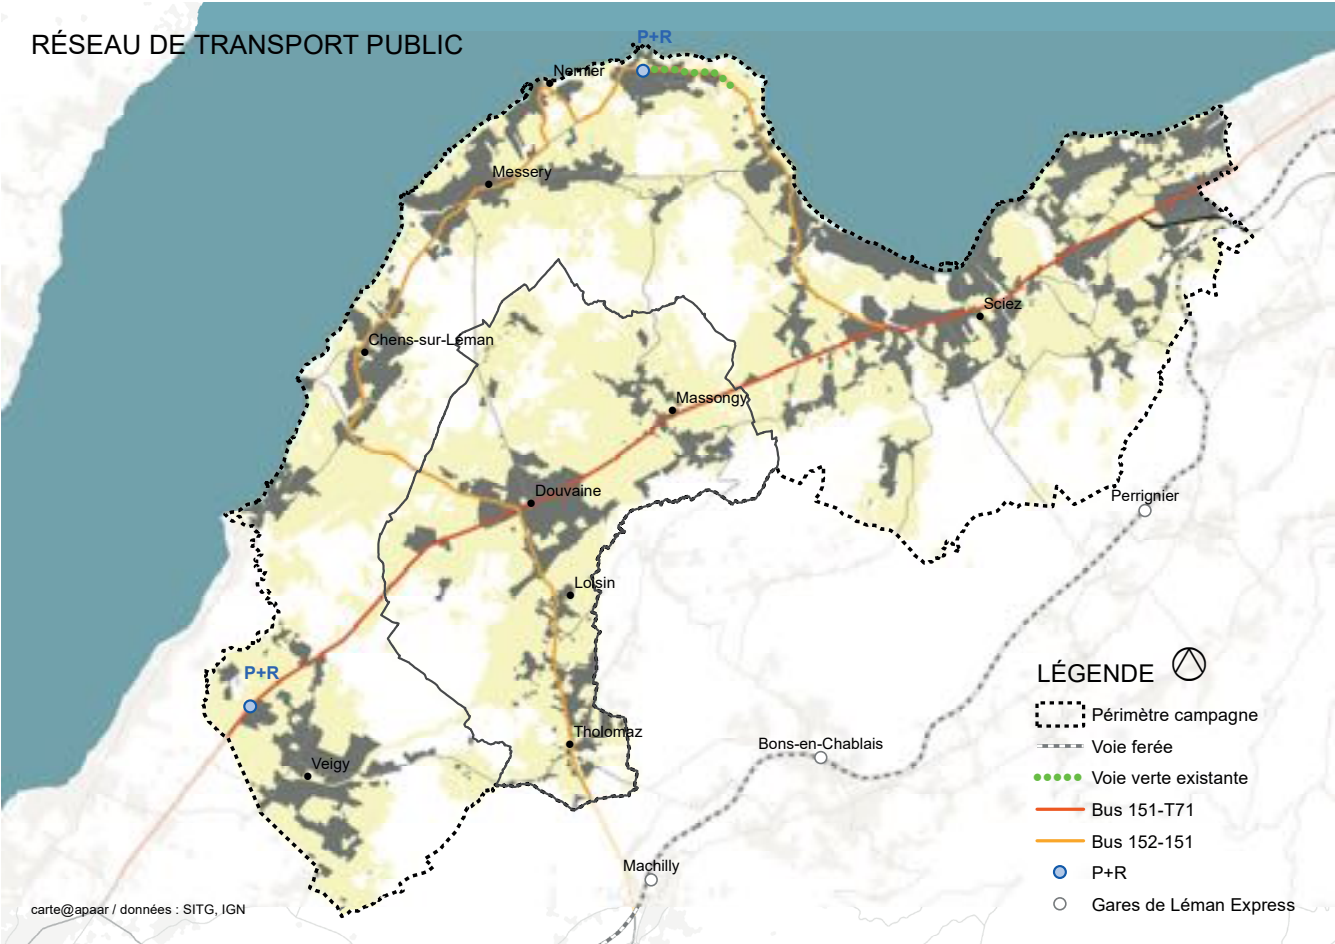 RÉSEAU DE TRANSPORT PUBLIC
P+R
Nernier
Messery
Sciez
Chens-sur-Léman
Massongy
Douvaine
Perrignier
Loisin
P+R
Tholomaz
Bons-en-Chablais
Veigy
Machilly
LÉGENDE
Périmètre campagne
Voie ferée
Voie verte existante
Bus 151-T71
Bus 152-151
P+R
Gares de Léman Express
carte@apaar / données : SITG, IGN